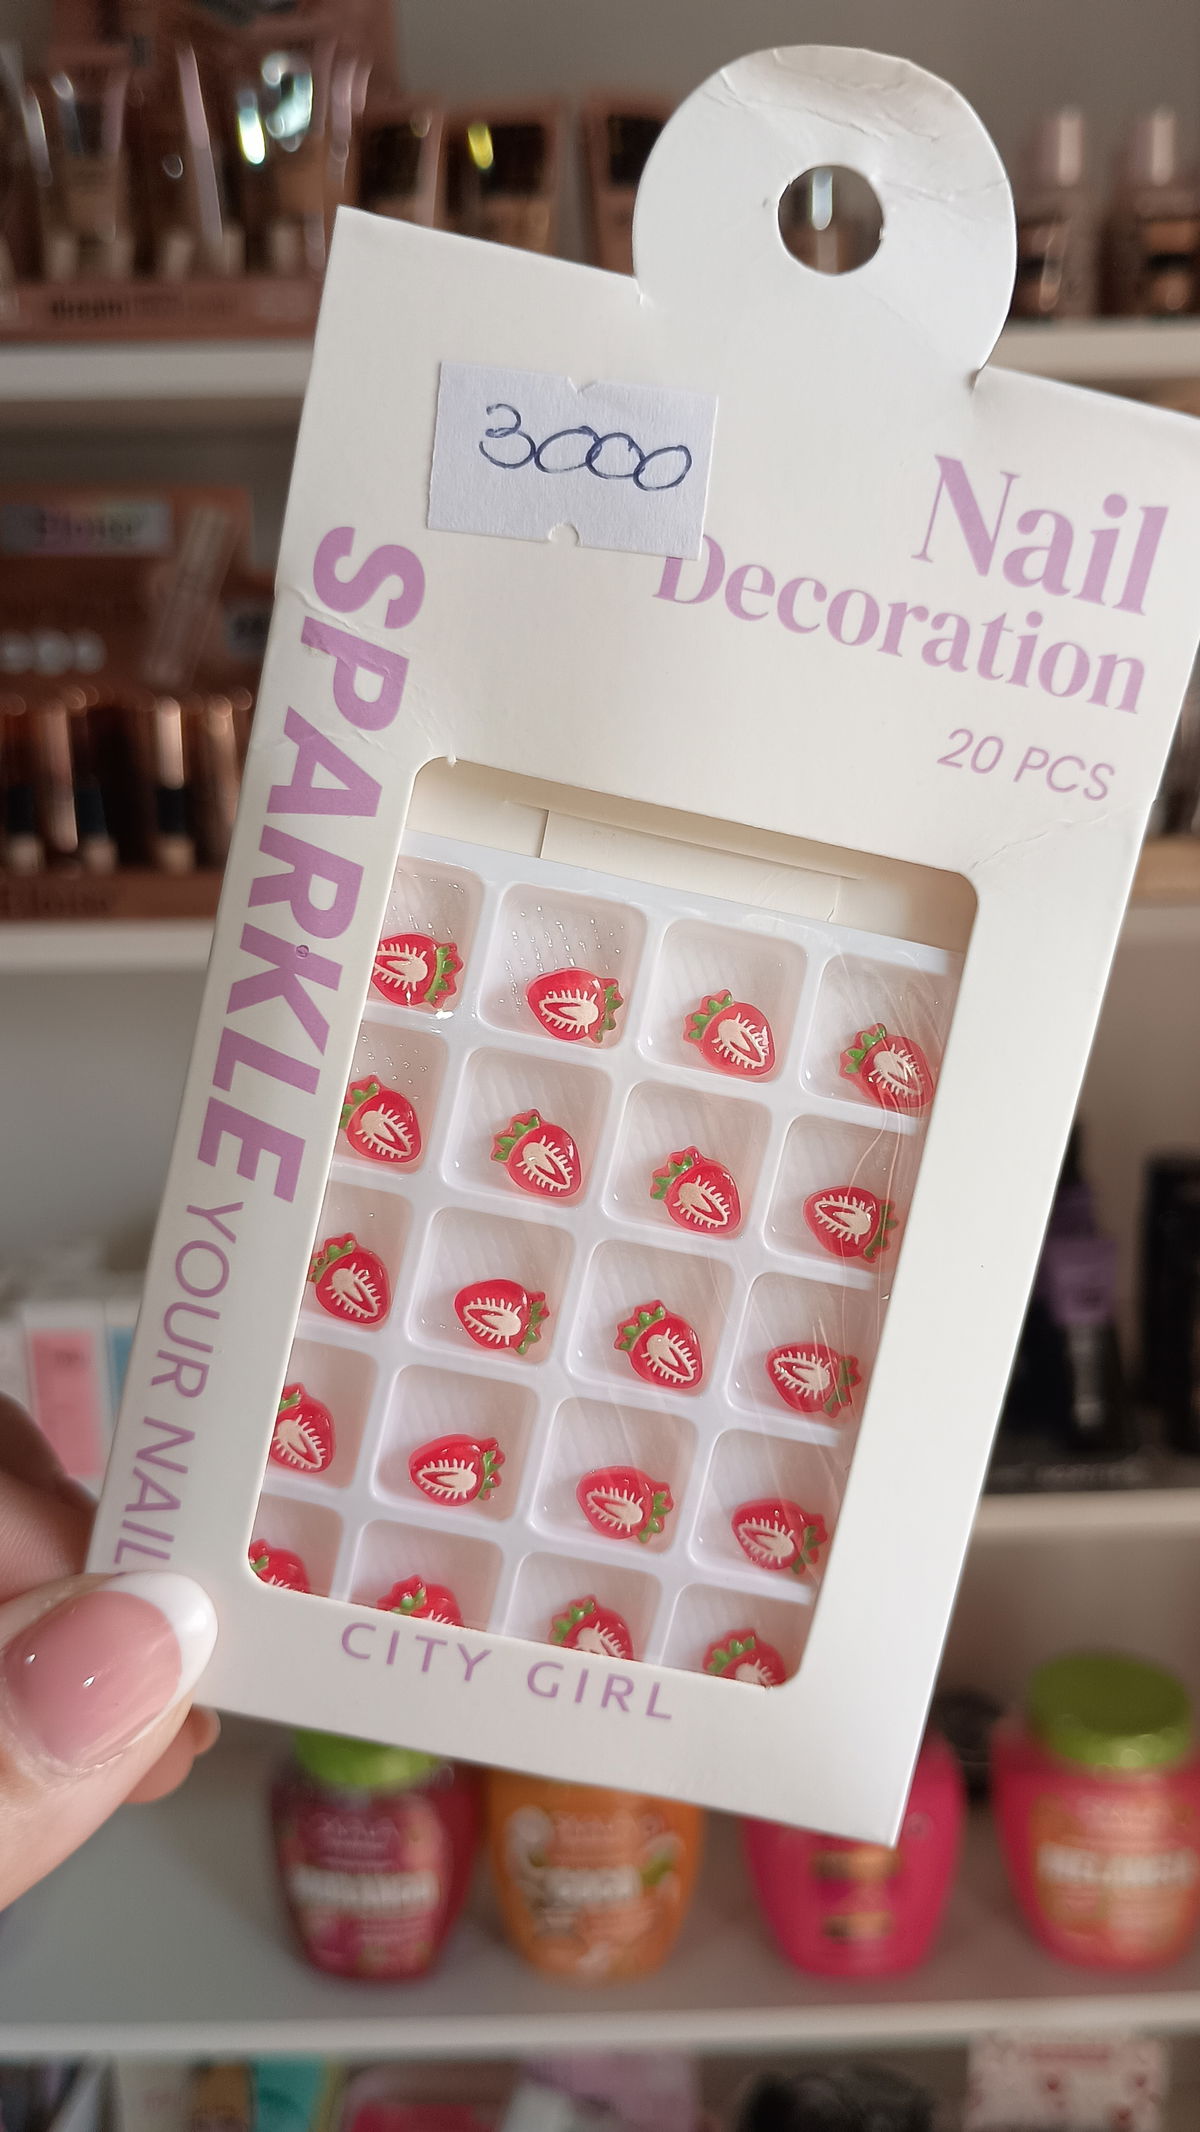 3000
Nail
Decoration
20 PCS
SPARKLE YOUR NAIL
CITY GIRL